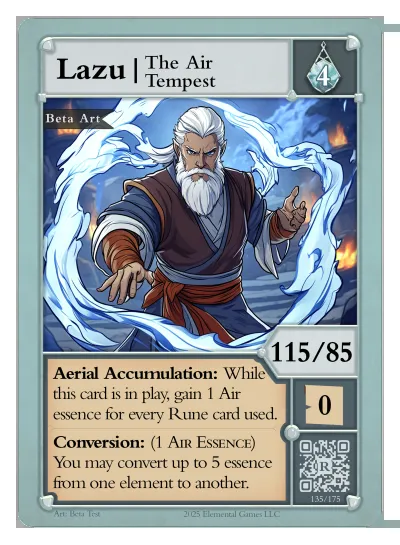 Lazu | The Air
Tempest
4
Beta Art
115/85
Aerial Accumulation: While
this card is in play, gain 1 Air
essence for every Rune card used.
0
Conversion: (1 AIR ESSENCE)
You may convert up to 5 essence
from one element to another.
R
135/175
Art: Beta Test
2025 Elemental Games LLC